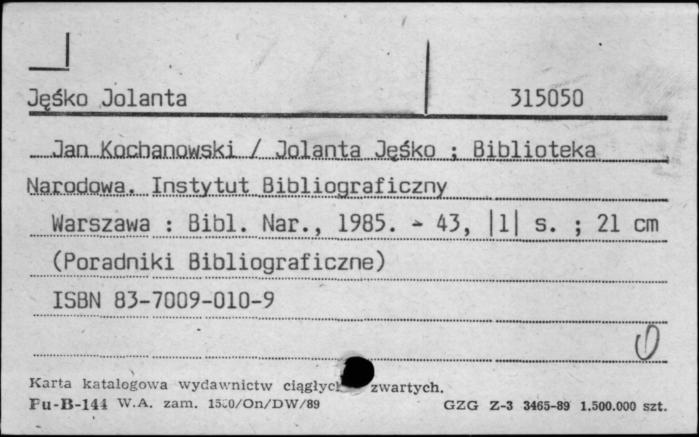 Jęśko Jolanta 315050
Jan Kochanowski / Jolanta Jęśko ; Biblioteka
Narodowa. Instytut Bibliograficzny
Warszawa : Bibl. Nar., 1985. - 43, |1| s. ; 21 cm
(Poradniki Bibliograficzne)
ISBN 83-7009-010-9
Karta katalogowa wydawnictw zwartych.
Pu-B-144 W.A. zam. /On/DW/89 GZG Z-3 3465-89 1.500.000 szt.